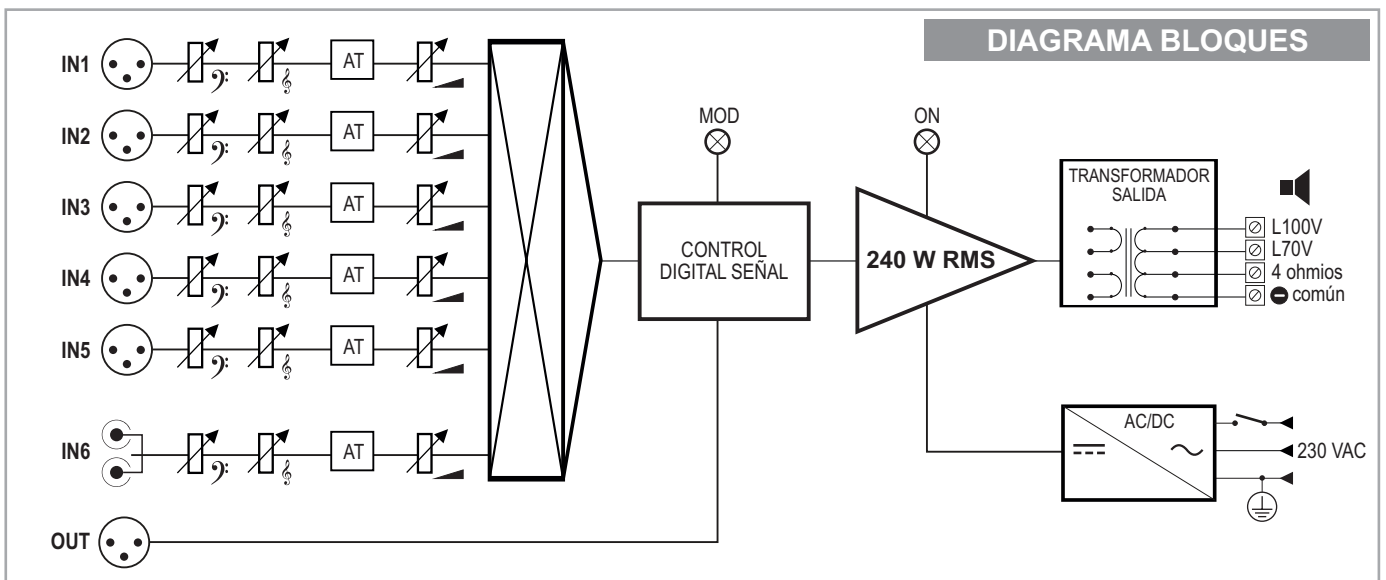 DIAGRAMA BLOQUES
IN1
AT
IN2
AT
IN3
AT
IN4
AT
IN5
AT
IN6
AT
OUT
MOD
CONTROL
DIGITAL SEÑAL
ON
240 W RMS
TRANSFORMADOR
SALIDA
L100V
L70V
4 ohmios
común
AC/DC
230 VAC